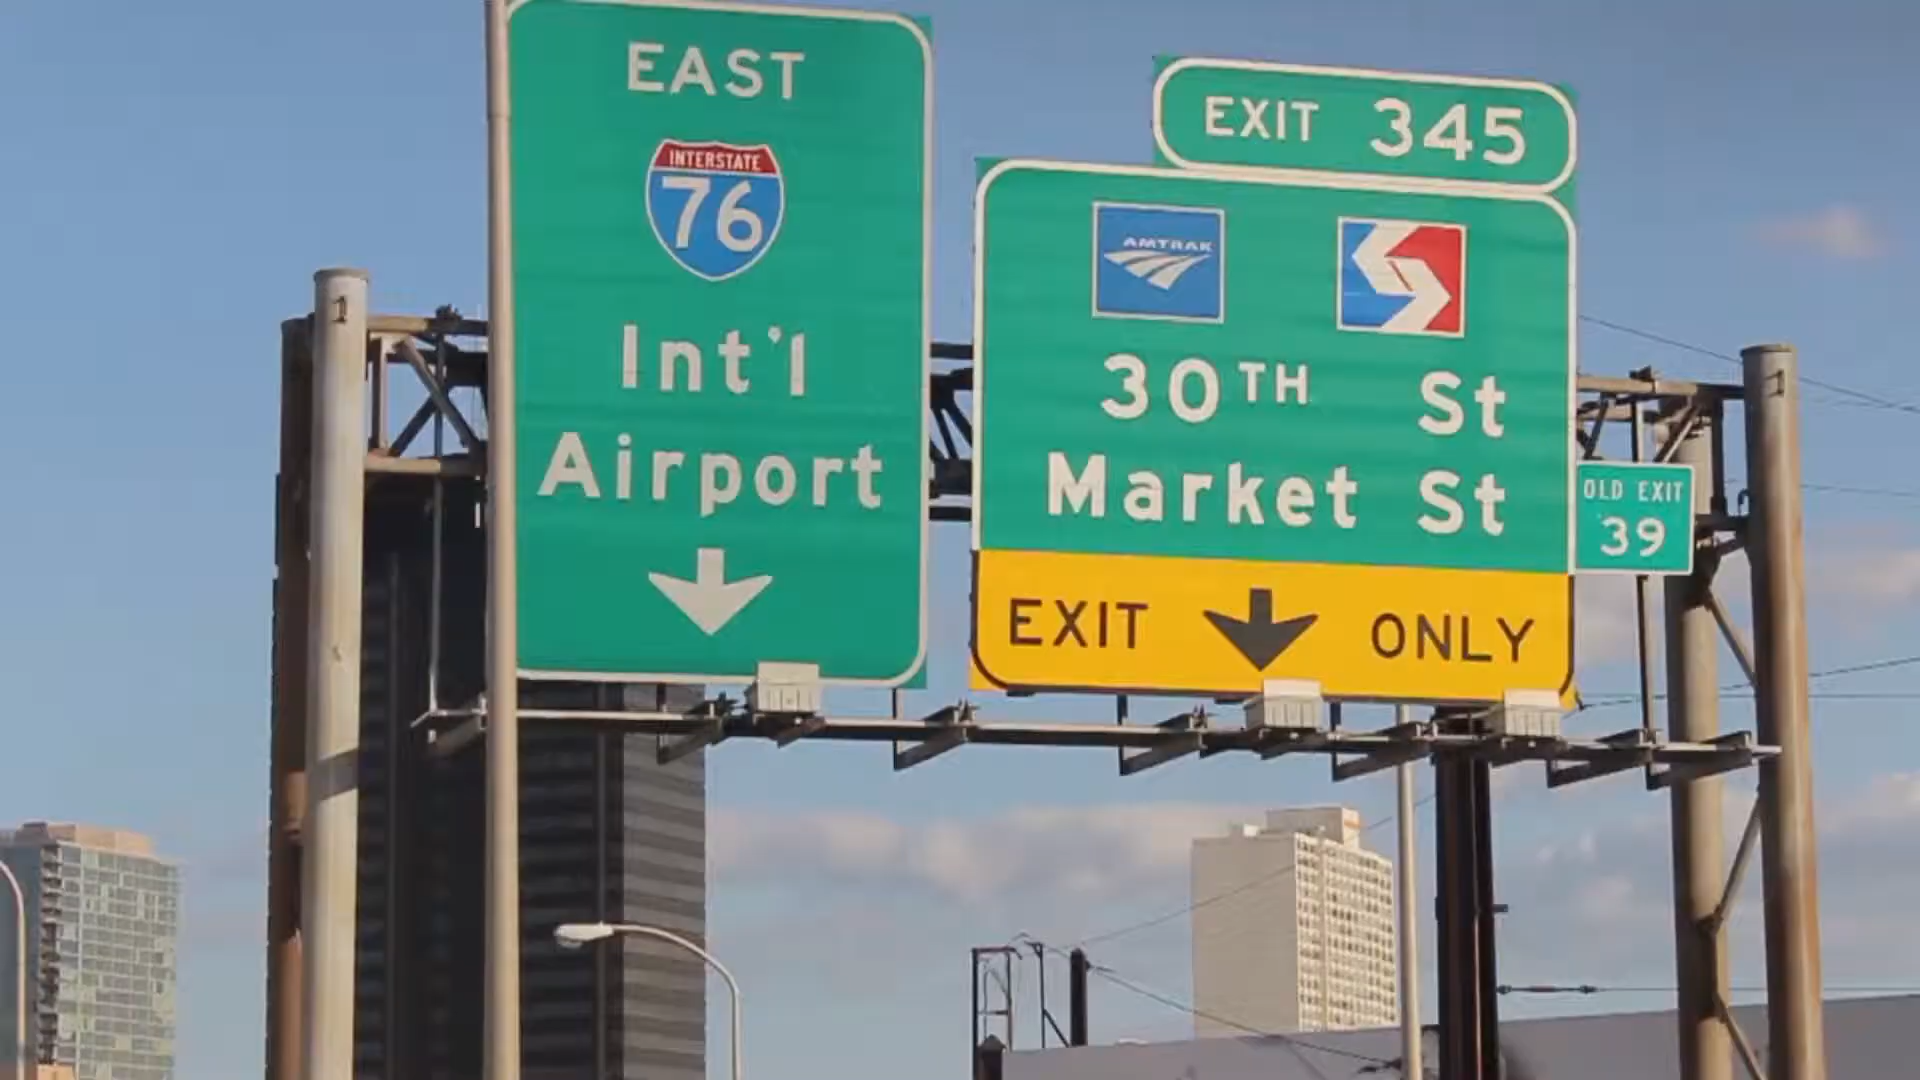 EAST
INTERSTATE
76
Int'l
Airport
EXIT 345
AMTRAK
30TH St
Market St
EXIT ONLY
OLD EXIT
39